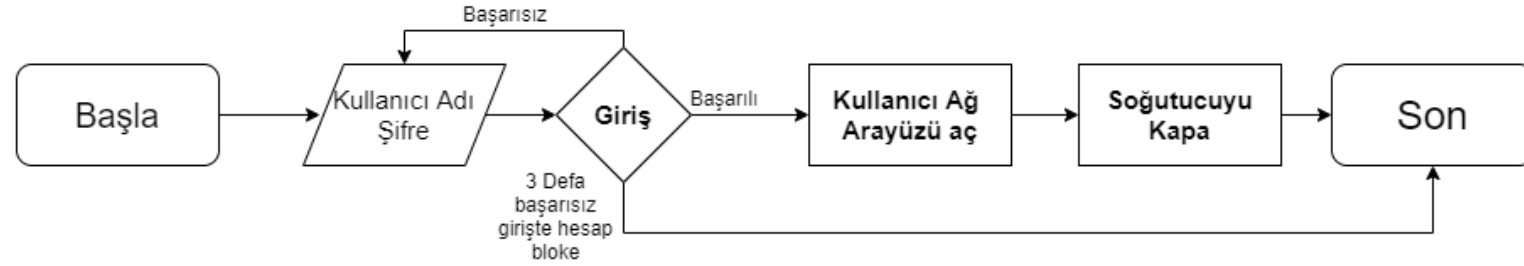 Başarısız
Başla
Kullanıcı Adı
Şifre
Giriş
Başarılı
Kullanıcı Ağ
Arayüzü aç
Soğutucuyu
Kapa
Son
3 Defa
başarısız
girişte hesap
bloke